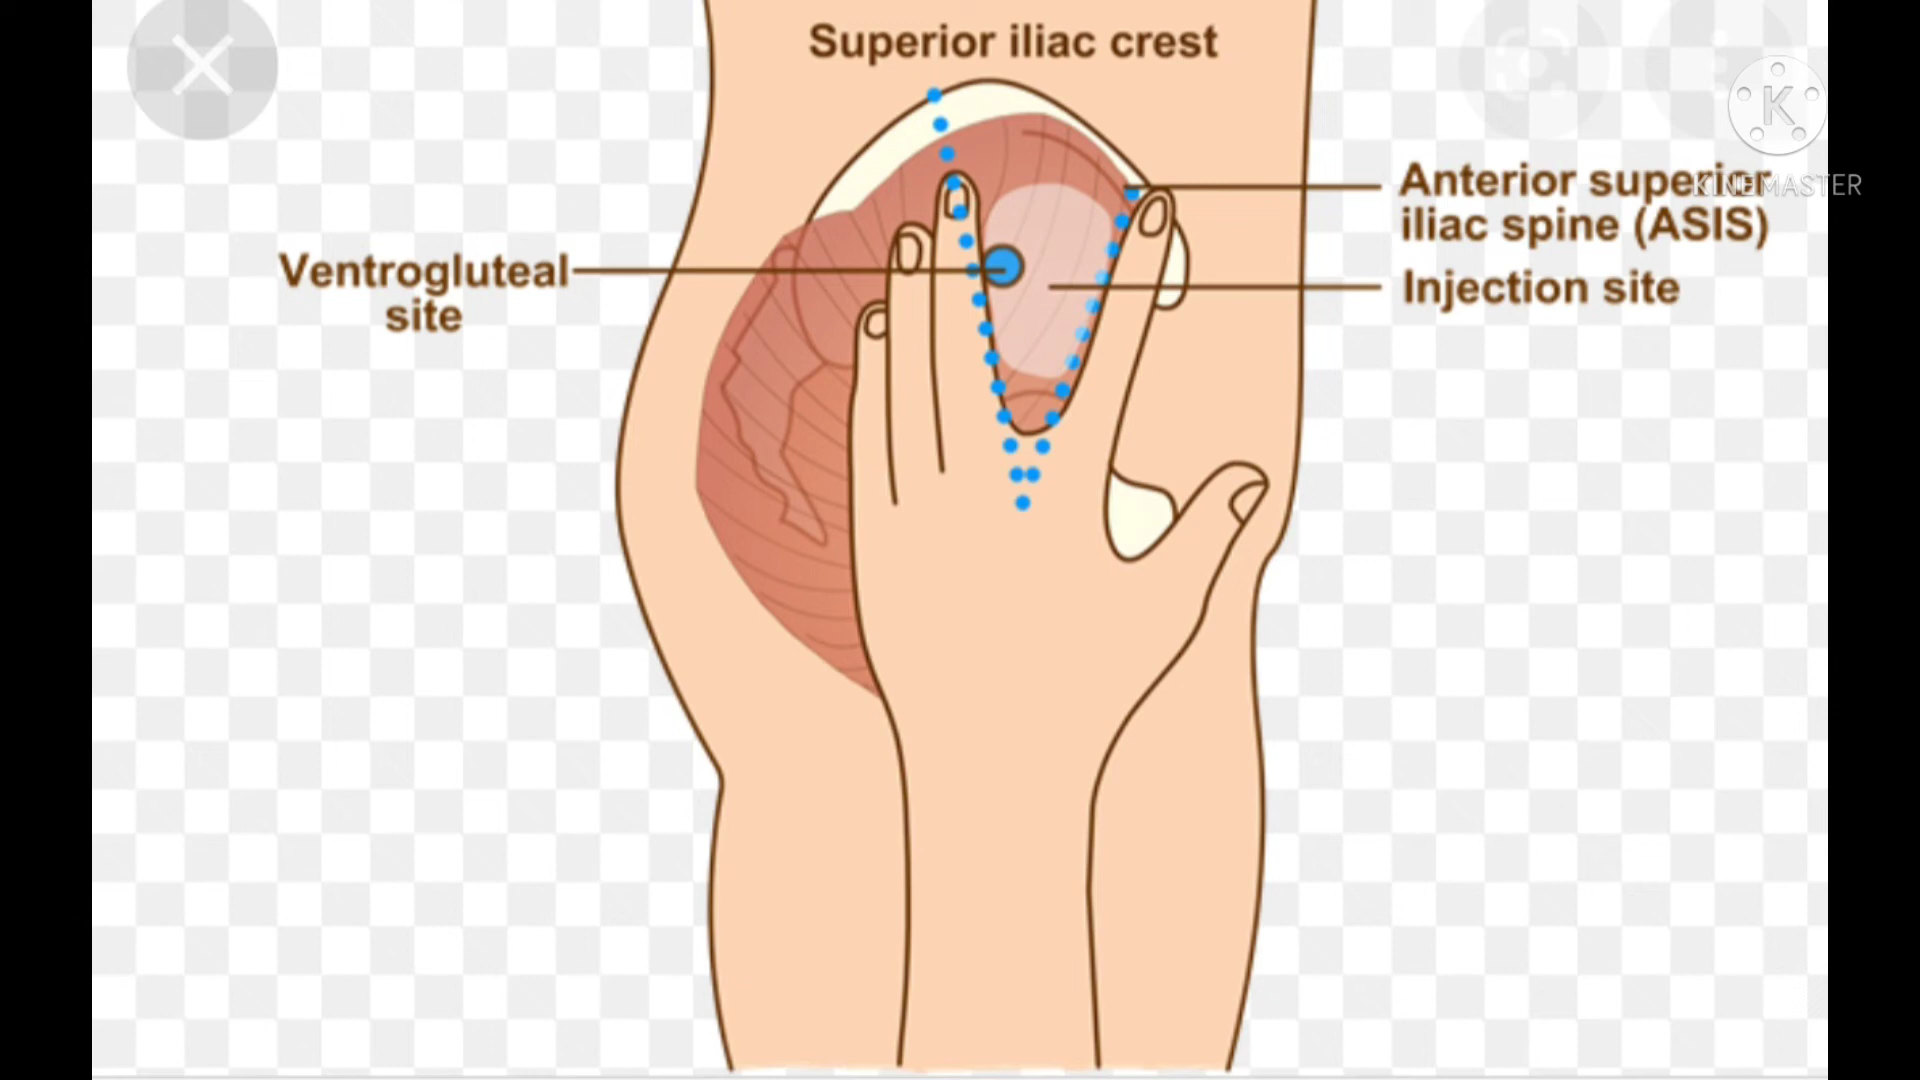 Superior iliac crest
K
Anterior superior
KINEMASTER
iliac spine (ASIS)
Ventrogluteal
site
Injection site